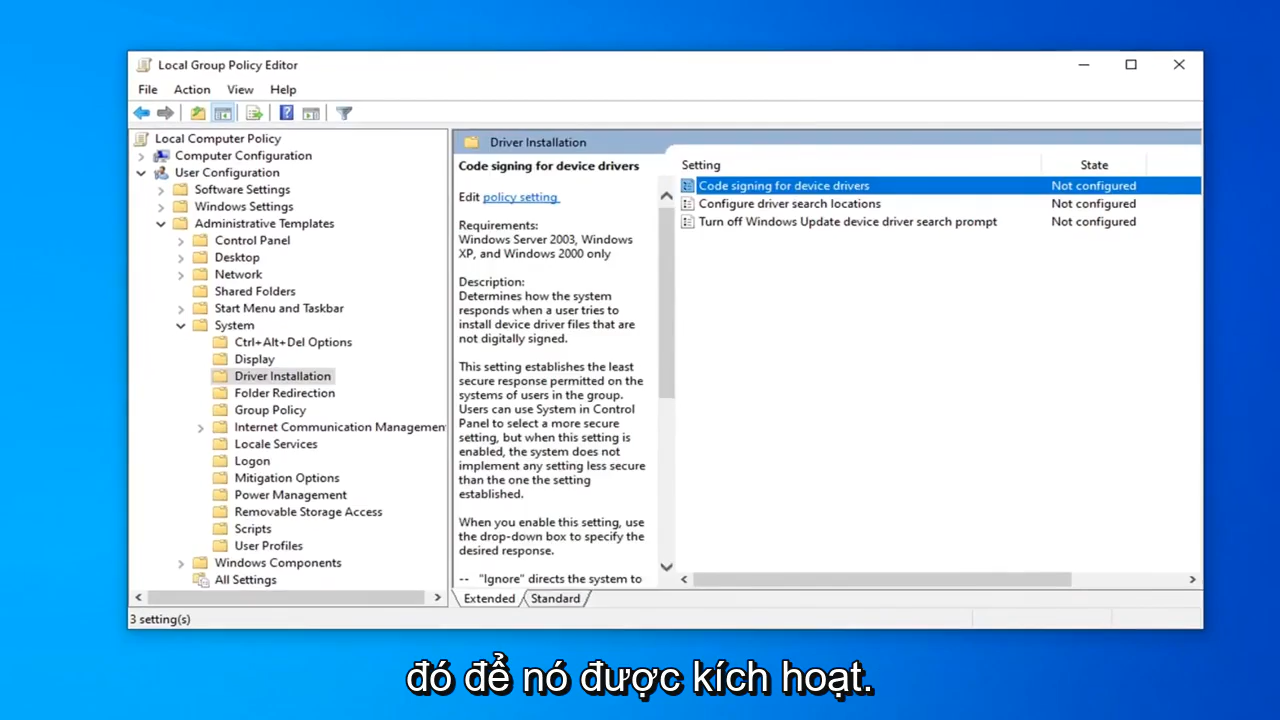 Local Group Policy Editor
File Action View Help
Local Computer Policy
Computer Configuration
User Configuration
Software Settings
Windows Settings
Administrative Templates
Control Panel
Desktop
Network
Shared Folders
Start Menu and Taskbar
System
Ctrl+Alt+Del Options
Display
Driver Installation
Folder Redirection
Group Policy
Internet Communication Managemen
Locale Services
Logon
Mitigation Options
Power Management
Removable Storage Access
Scripts
User Profiles
Windows Components
All Settings
Driver Installation
Code signing for device drivers
Edit policy setting
Requirements:
Windows Server 2003, Windows
XP, and Windows 2000 only
Description:
Determines how the system
responds when a user tries to
install device driver files that are
not digitally signed.
This setting establishes the least
secure response permitted on the
systems of users in the group.
Users can use System in Control
Panel to select a more secure
setting, but when this setting is
enabled, the system does not
implement any setting less secure
than the one the setting
established.
When you enable this setting, use
the drop-down box to specify the
desired response.
-- "Ignore" directs the system to
Setting State
Code signing for device drivers Not configured
Configure driver search locations Not configured
Turn off Windows Update device driver search prompt Not configured
Extended Standard
3 setting(s)
đó để nó được kích hoạt.